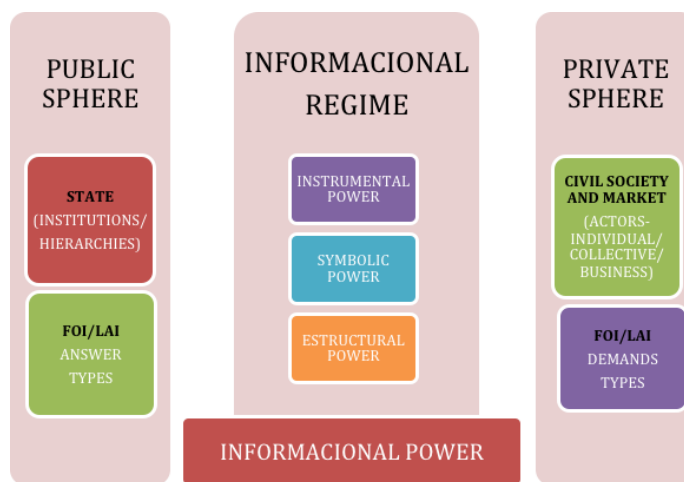 PUBLIC
SPHERE
STATE
(INSTITUTIONS/
HIERARCHIES)
FOI/LAI
ANSWER
TYPES
INFORMACIONAL
REGIME
INSTRUMENTAL
POWER
SYMBOLIC
POWER
ESTRUCTURAL
POWER
INFORMACIONAL POWER
PRIVATE
SPHERE
CIVIL SOCIETY
AND MARKET
(ACTORS-
INDIVIDUAL/
COLLECTIVE/
BUSINESS)
FOI/LAI
DEMANDS
TYPES